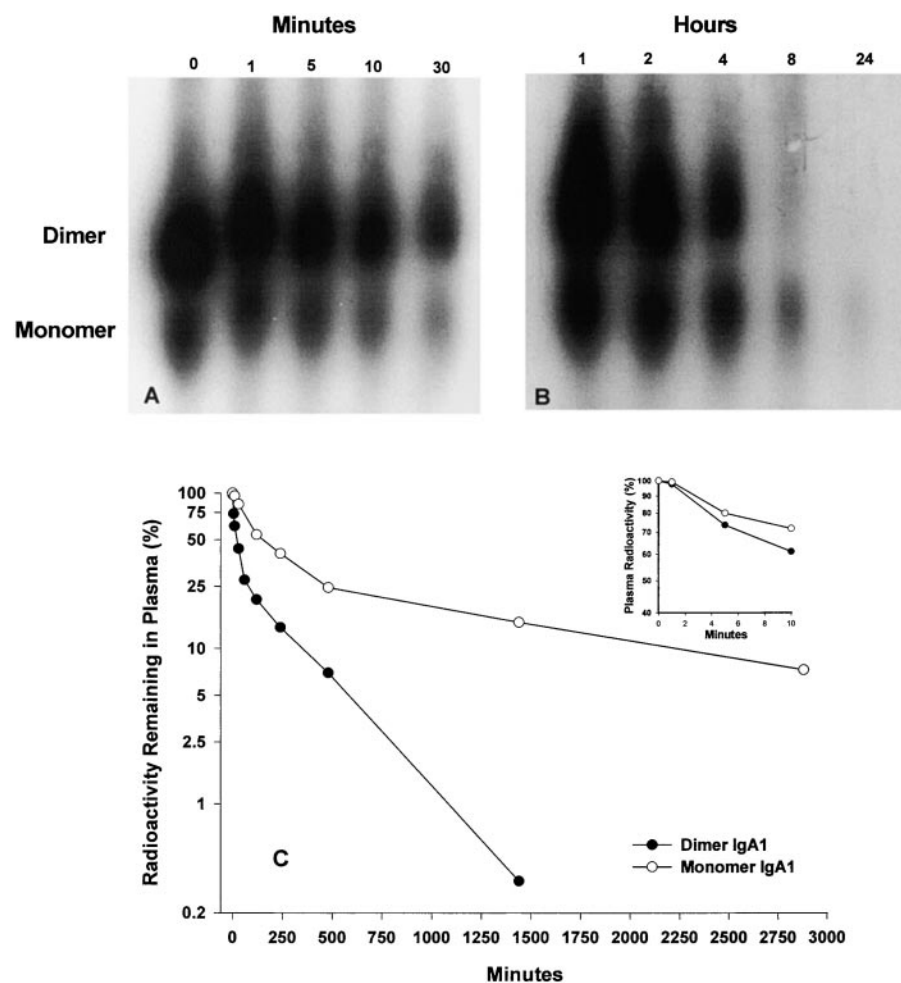 Minutes
0 1 5 10 30
Hours
1 2 4 8 24
Dimer
Monomer
A
B
Radioactivity Remaining in Plasma (%)
100
75
50
25
10
5
2.5
1
0.2
C
Plasma Radioactivity (%)
100
90
80
70
60
50
40
0 2 4 6 8 10
Minutes
Dimer IgA1
Monomer IgA1
0 250 500 750 1000 1250 1500 1750 2000 2250 2500 2750 3000
Minutes